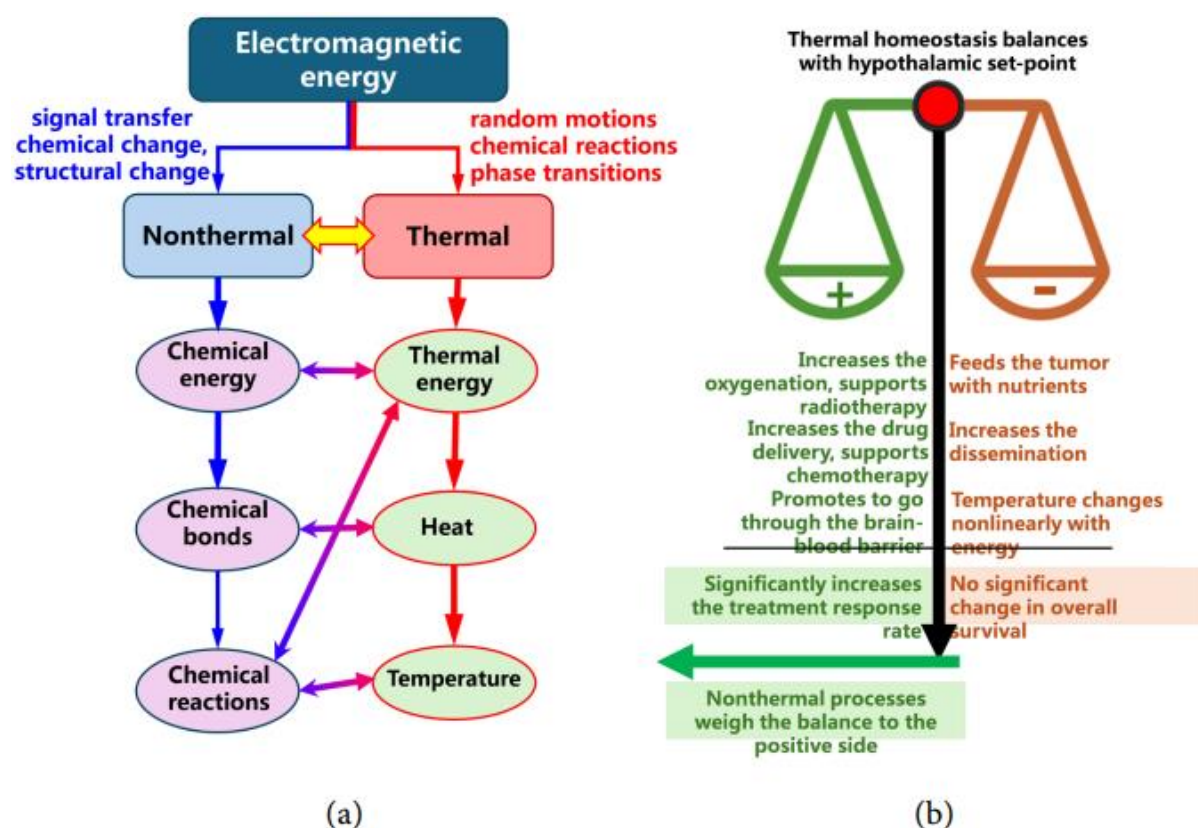 Electromagnetic
energy
signal transfer
chemical change,
structural change
random motions
chemical reactions
phase transitions
Nonthermal
Thermal
Chemical
energy
Thermal
energy
Chemical
bonds
Heat
Chemical
reactions
Temperature
(a)
Thermal homeostasis balances
with hypothalamic set-point
+
-
Increases the
oxygenation, supports
radiotherapy
Feeds the tumor
with nutrients
Increases the drug
delivery, supports
chemotherapy
Increases the
dissemination
Promotes to go
through the brain-
blood barrier
Temperature changes
nonlinearly with
energy
Significantly increases
the treatment response
rate
No significant
change in overall
survival
Nonthermal processes
weigh the balance to the
positive side
(b)